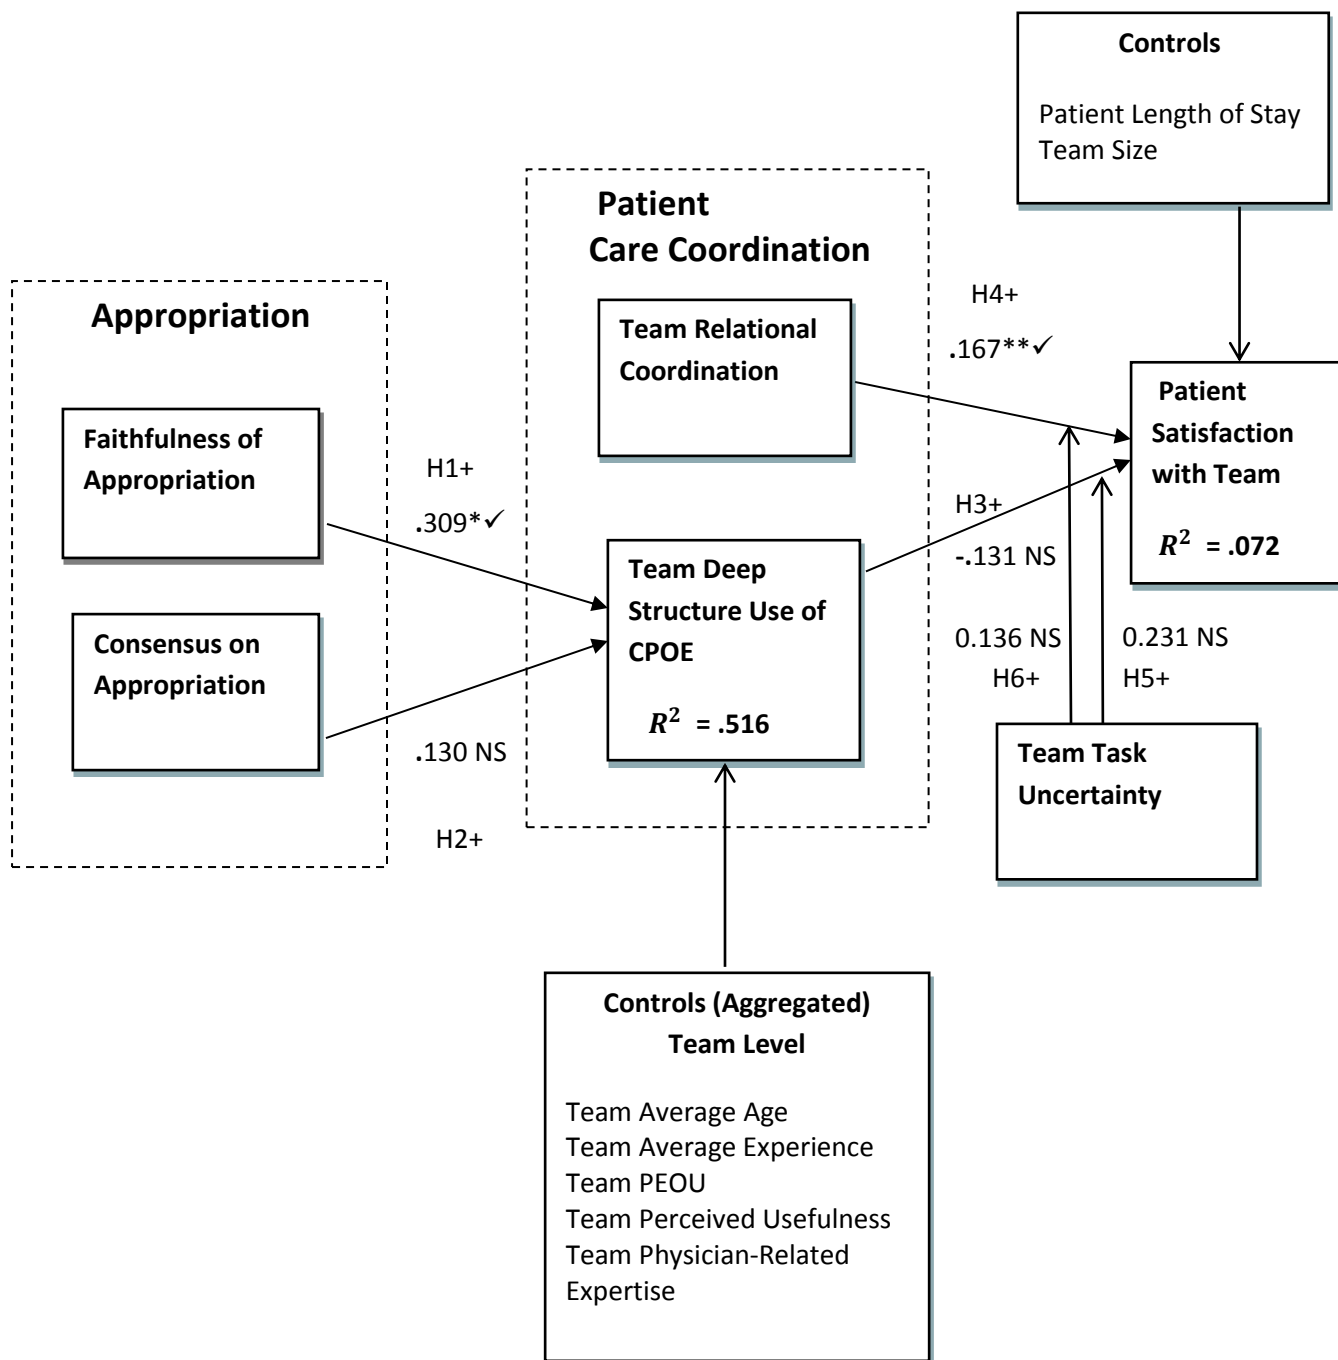 Controls
Patient Length of Stay
Team Size
Patient
Care Coordination
Appropriation
Team Relational
Coordination
H4+
.167**✓
Patient
Satisfaction
with Team
R² = .072
Faithfulness of
Appropriation
H1+
.309*✓
H3+
-.131 NS
Team Deep
Structure Use of
CPOE
R² = .516
Consensus on
Appropriation
0.136 NS
H6+
0.231 NS
H5+
.130 NS
H2+
Team Task
Uncertainty
Controls (Aggregated)
Team Level
Team Average Age
Team Average Experience
Team PEOU
Team Perceived Usefulness
Team Physician-Related
Expertise